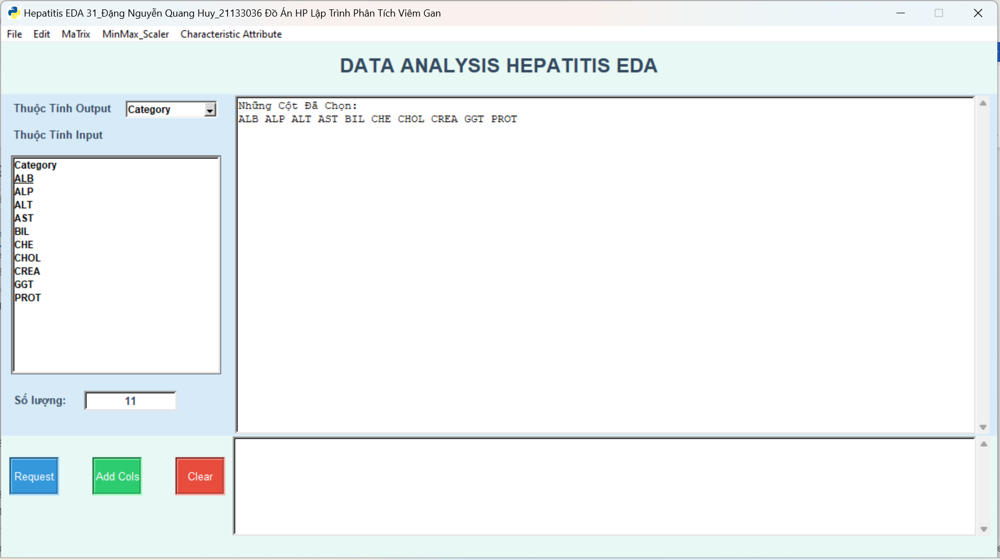 Hepatitis EDA 31_Đặng Nguyễn Quang Huy_21133036 Đồ Án HP Lập Trình Phân Tích Viêm Gan
File Edit MaTrix MinMax_Scaler Characteristic Attribute
DATA ANALYSIS HEPATITIS EDA
Thuộc Tính Output Category
Thuộc Tính Input
Category
ALB
ALP
ALT
AST
BIL
CHE
CHOL
CREA
GGT
PROT
Số lượng: 11
Những Cột Đã Chọn:
ALB ALP ALT AST BIL CHE CHOL CREA GGT PROT
Request Add Cols Clear